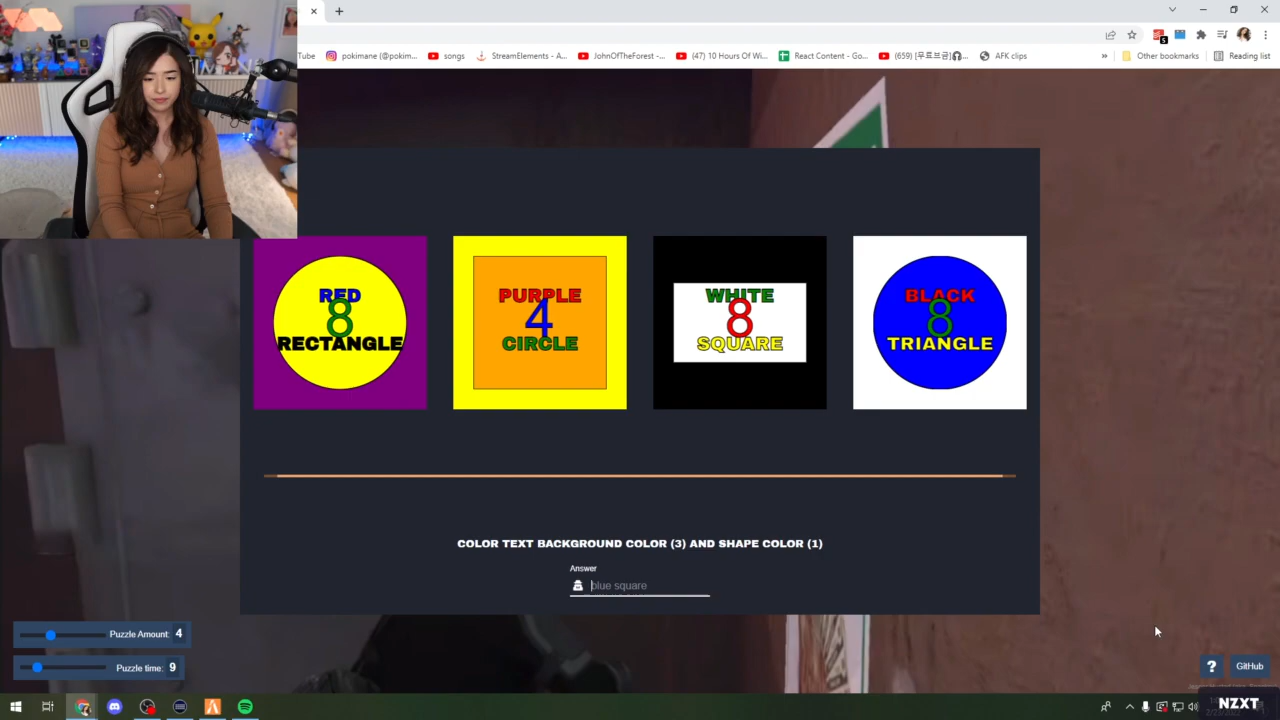 Tube
pokimane (@pokim...
songs
StreamElements - A...
JohnOfTheForest -...
(47) 10 Hours Of Wi...
React Content - Go...
AFK clips
»
Other bookmarks
Reading list
RED
8
RECTANGLE
PURPLE
4
CIRCLE
WHITE
8
SQUARE
BLACK
8
TRIANGLE
COLOR TEXT BACKGROUND COLOR (3) AND SHAPE COLOR (1)
Answer
blue square
Puzzle Amount: 4
Puzzle time: 9
?
GitHub
NZXT